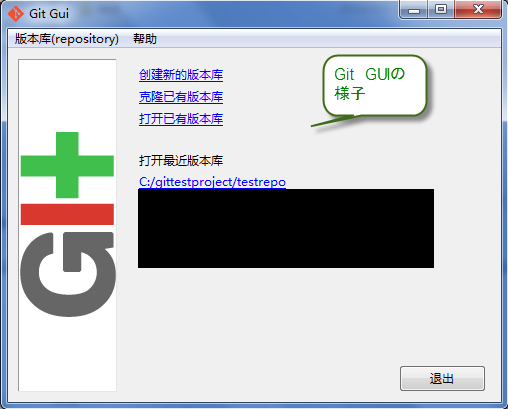 Git Gui
版本库(repository) 帮助
创建新的版本库
克隆已有版本库
打开已有版本库
Git GUIの
様子
打开最近版本库
C:/gittestproject/testrepo
GIt
退出